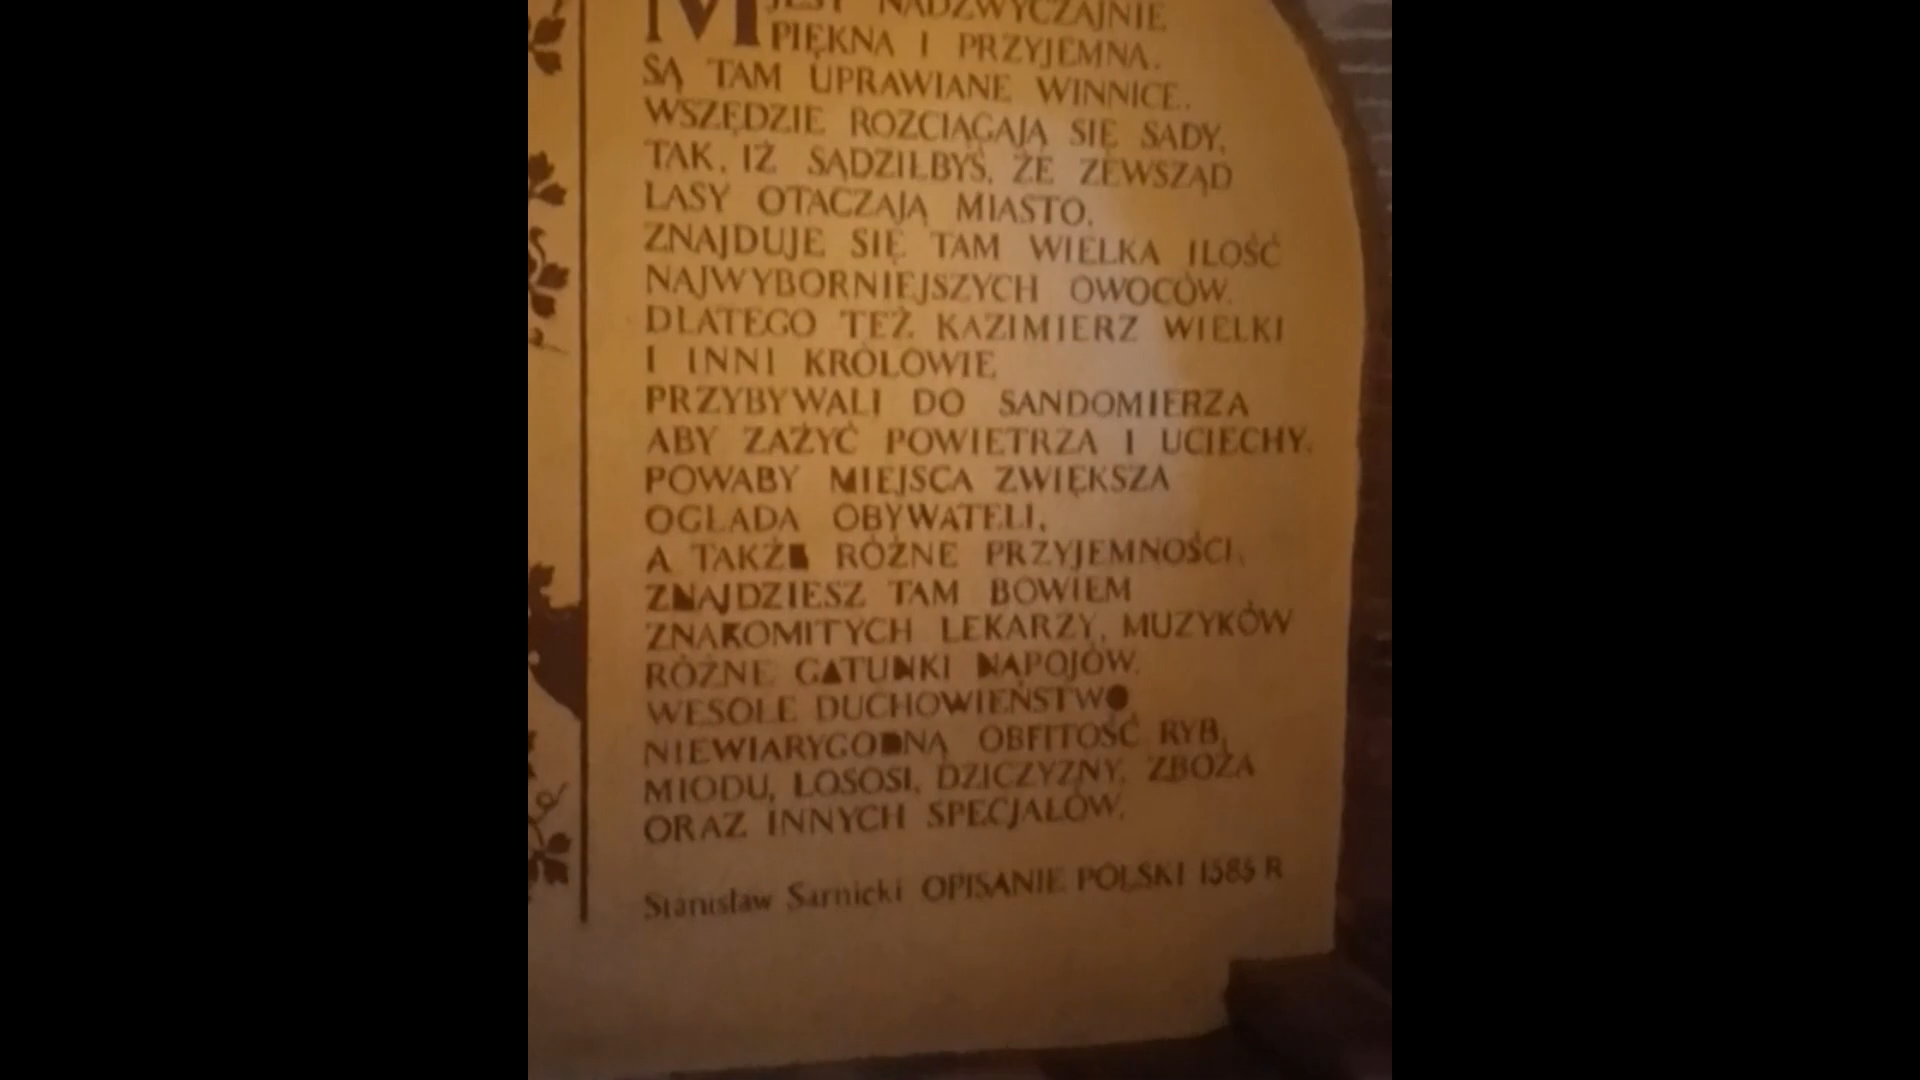 M JEST NADZWYCZAJNIE
PIĘKNA I PRZYJEMNA.
SĄ TAM UPRAWIANE WINNICE.
WSZĘDZIE ROZCIĄGAJĄ SIĘ SADY,
TAK, IŻ SĄDZIŁBYŚ, ŻE ZEWSZĄD
LASY OTACZAJĄ MIASTO.
ZNAJDUJE SIĘ TAM WIELKA ILOŚĆ
NAJWYBORNIEJSZYCH OWOCÓW.
DLATEGO TEŻ KAZIMIERZ WIELKI
I INNI KRÓLOWIE
PRZYBYWALI DO SANDOMIERZA
ABY ZAŻYĆ POWIETRZA I UCIECHY.
POWABY MIEJSCA ZWIĘKSZA
OGŁADA OBYWATELI,
A TAKŻE RÓŻNE PRZYJEMNOŚCI.
ZNAJDZIESZ TAM BOWIEM
ZNAKOMITYCH LEKARZY, MUZYKÓW
RÓŻNE GATUNKI NAPOJÓW.
WESOŁE DUCHOWIEŃSTWO
NIEWIARYGODNĄ OBFITOŚĆ RYB,
MIODU, ŁOSOSI, DZICZYZNY, ZBOŻA
ORAZ INNYCH SPECJAŁÓW.
Stanisław Sarnicki OPISANIE POLSKI 1585 R